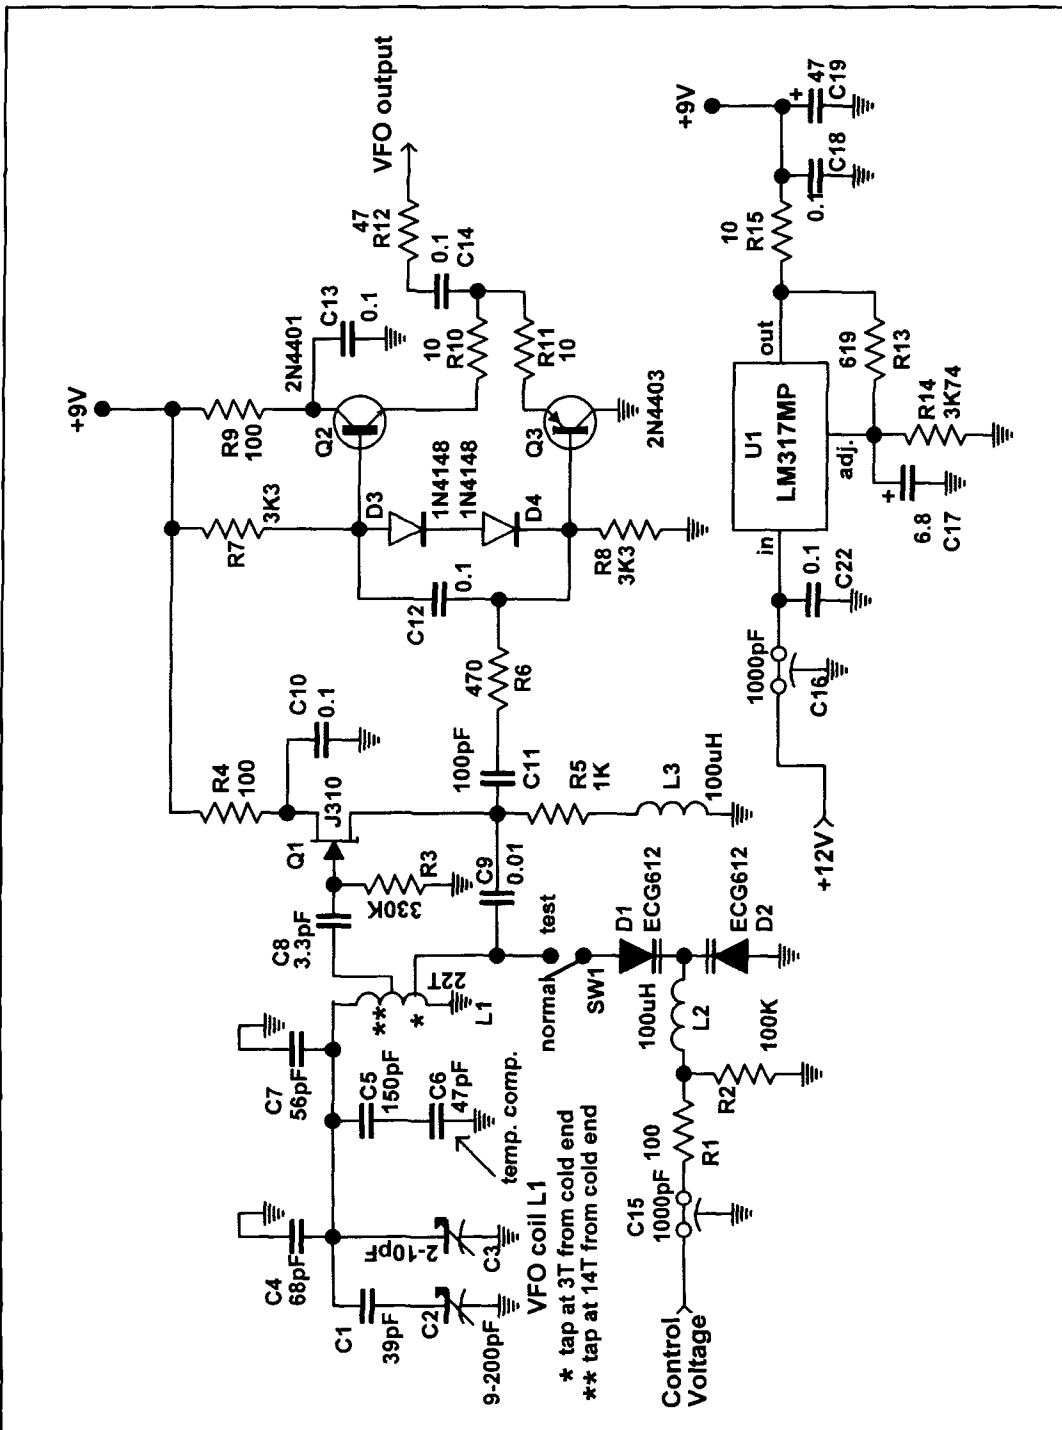 +9V
R4
100
C10
0.1
R7
3K3
R9
100
2N4401
C13
0.1
VFO output
47
R12
0.1
C14
10
R10
R11
10
Q2
D3
1N4148
1N4148
D4
Q3
2N4403
R8
3K3
C12
0.1
470
R6
100pF
C11
Q1
J310
330K
R3
C8
3.3pF
C9
0.01
R5
1K
L3
100uH
C7
56pF
C5
150pF
C6
47pF
temp. comp.
C4
68pF
C1
39pF
C2
9-200pF
2-10pF
C3
**
*
22T
L1
VFO coil L1
* tap at 3T from cold end
** tap at 14T from cold end
normal
test
SW1
D1
ECG612
ECG612
D2
100uH
L2
100K
R2
100
R1
C15
1000pF
Control
Voltage
+12V
1000pF
C16
0.1
C22
in
U1
LM317MP
out
adj.
+
6.8
C17
619
R13
R14
3K74
10
R15
+9V
0.1
C18
+
47
C19